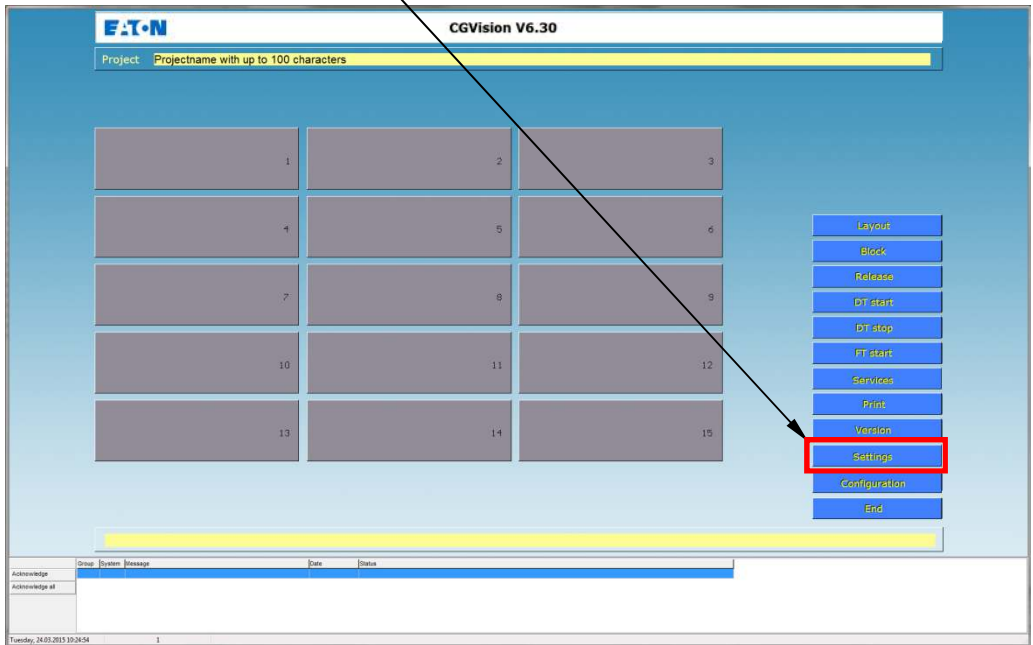 EATON CGVision V6.30
Project Projectname with up to 100 characters
1 2 3
4 5 6
7 8 9
10 11 12
13 14 15
Layout
Block
Release
DT start
DT stop
FT start
Services
Print
Version
Settings
Configuration
End
Group System Message Date Status
Acknowledge
Acknowledge all
Tuesday, 24.03.2015 10:24:54 1